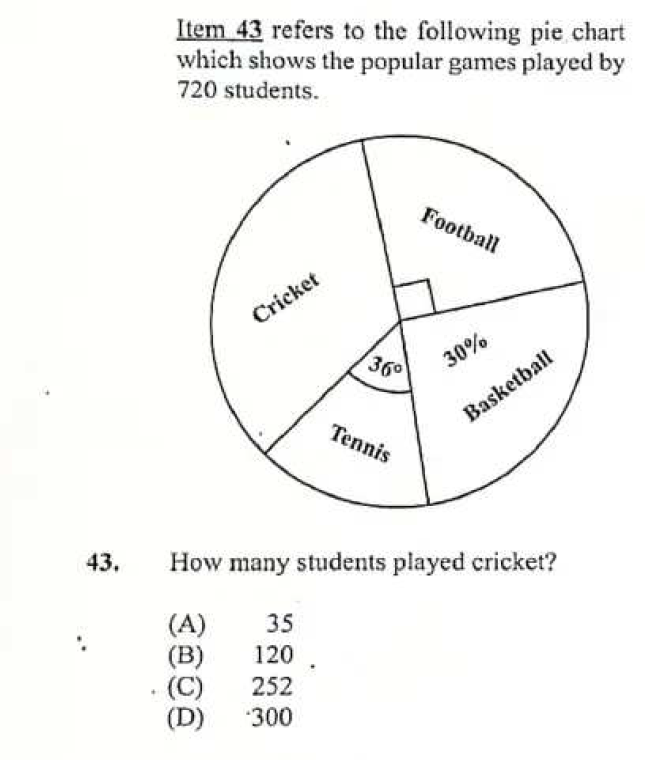 Item 43 refers to the following pie chart
which shows the popular games played by
720 students.
Football
Cricket
30%
36°
Basketball
Tennis
43. How many students played cricket?
(A) 35
(B) 120
(C) 252
(D) 300